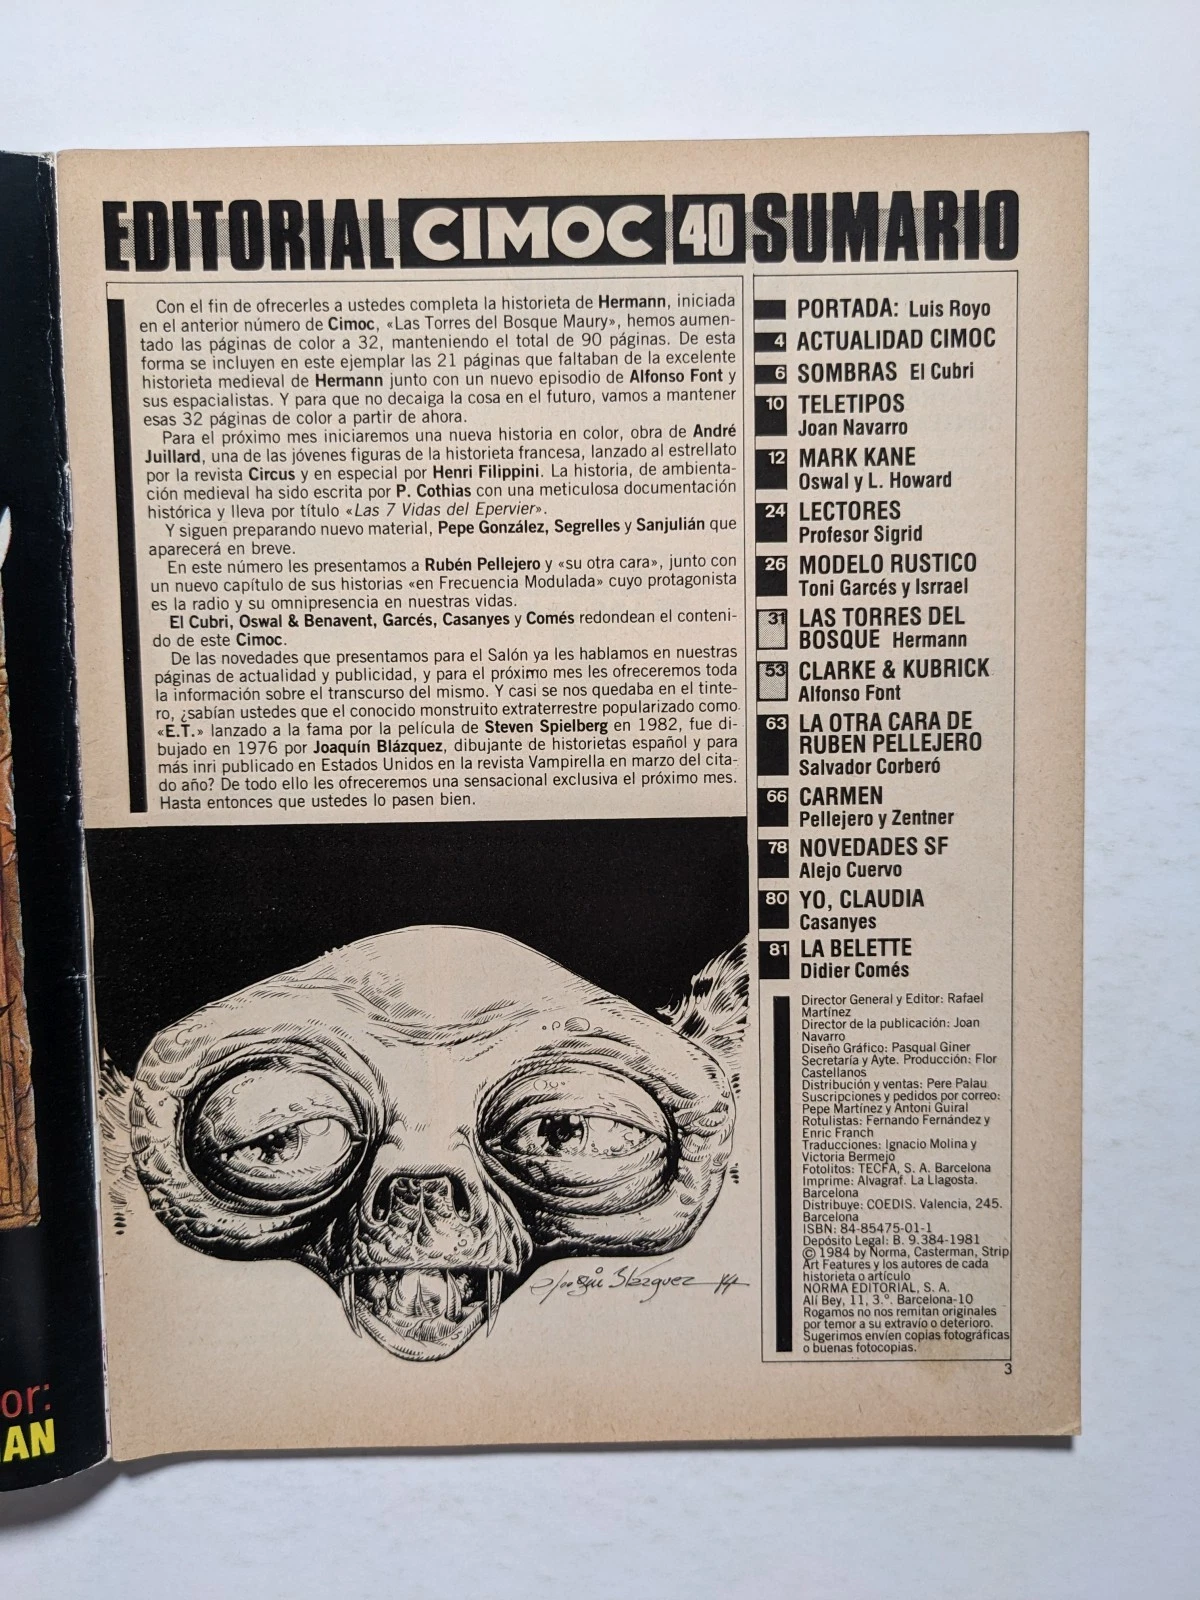 EDITORIAL CIMOC 40 SUMARIO
Con el fin de ofrecerles a ustedes completa la historieta de Hermann, iniciada
en el anterior número de Cimoc, «Las Torres del Bosque Maury», hemos aumen-
tado las páginas de color a 32, manteniendo el total de 90 páginas. De esta
forma se incluyen en este ejemplar las 21 páginas que faltaban de la excelente
historieta medieval de Hermann junto con un nuevo episodio de Alfonso Font y
sus espacialistas. Y para que no decaiga la cosa en el futuro, vamos a mantener
esas 32 páginas de color a partir de ahora.
Para el próximo mes iniciaremos una nueva historia en color, obra de André
Juillard, una de las jóvenes figuras de la historieta francesa, lanzado al estrellato
por la revista Circus y en especial por Henri Filippini. La historia, de ambienta-
ción medieval ha sido escrita por P. Cothias con una meticulosa documentación
histórica y lleva por título «Las 7 Vidas del Epervier».
Y siguen preparando nuevo material, Pepe González, Segrelles y Sanjulián que
aparecerá en breve.
En este número les presentamos a Rubén Pellejero y «su otra cara», junto con
un nuevo capítulo de sus historias «en Frecuencia Modulada» cuyo protagonista
es la radio y su omnipresencia en nuestras vidas.
El Cubri, Oswal & Benavent, Garcés, Casanyes y Comés redondean el conteni-
do de este Cimoc.
De las novedades que presentamos para el Salón ya les hablamos en nuestras
páginas de actualidad y publicidad, y para el próximo mes les ofreceremos toda
la información sobre el transcurso del mismo. Y casi se nos quedaba en el tinte-
ro, ¿sabían ustedes que el conocido monstruito extraterrestre popularizado como
«E.T.» lanzado a la fama por la película de Steven Spielberg en 1982, fue di-
bujado en 1976 por Joaquín Blázquez, dibujante de historietas español y para
más inri publicado en Estados Unidos en la revista Vampirella en marzo del cita-
do año? De todo ello les ofreceremos una sensacional exclusiva el próximo mes.
Hasta entonces que ustedes lo pasen bien.
PORTADA: Luis Royo
4 ACTUALIDAD CIMOC
6 SOMBRAS El Cubri
10 TELETIPOS
Joan Navarro
12 MARK KANE
Oswal y L. Howard
24 LECTORES
Profesor Sigrid
26 MODELO RUSTICO
Toni Garcés y Isrrael
31 LAS TORRES DEL
BOSQUE Hermann
53 CLARKE & KUBRICK
Alfonso Font
63 LA OTRA CARA DE
RUBEN PELLEJERO
Salvador Corberó
66 CARMEN
Pellejero y Zentner
78 NOVEDADES SF
Alejo Cuervo
80 YO, CLAUDIA
Casanyes
81 LA BELETTE
Didier Comés
Director General y Editor: Rafael
Martínez
Director de la publicación: Joan
Navarro
Diseño Gráfico: Pasqual Giner
Secretaría y Ayte. Producción: Flor
Castellanos
Distribución y ventas: Pere Palau
Suscripciones y pedidos por correo:
Pepe Martínez y Antoni Guiral
Rotulistas: Fernando Fernández y
Enric Franch
Traducciones: Ignacio Molina y
Victoria Bermejo
Fotolitos: TECFA, S. A. Barcelona
Imprime: Alvagraf. La Llagosta.
Barcelona
Distribuye: COEDIS. Valencia, 245.
Barcelona
ISBN: 84-85475-01-1
Depósito Legal: B. 9.384-1981
© 1984 by Norma, Casterman, Strip
Art Features y los autores de cada
historieta o artículo
NORMA EDITORIAL, S. A.
Alí Bey, 11, 3.º. Barcelona-10
Rogamos no nos remitan originales
por temor a su extravío o deterioro.
Sugerimos envíen copias fotográficas
o buenas fotocopias.
3
Joaquín Blázquez 84
or:
AN